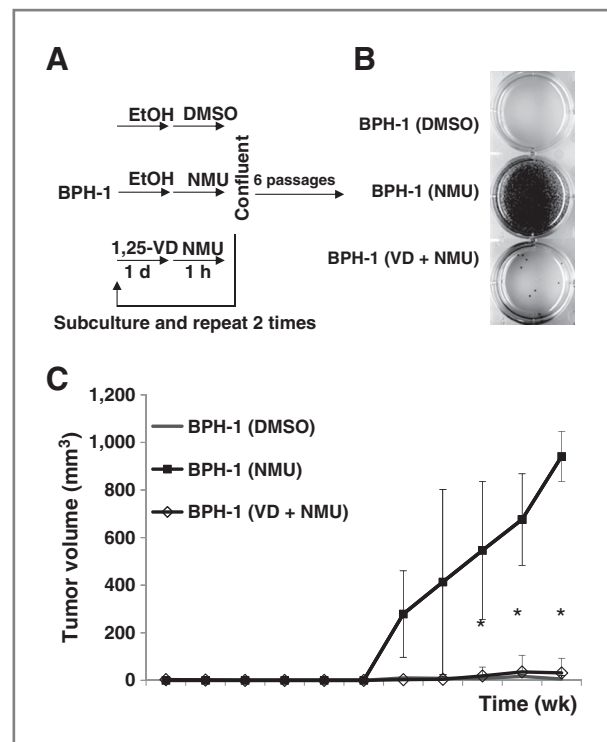 A
EtOH DMSO
BPH-1 EtOH NMU Confluent 6 passages
1,25-VD NMU
1 d 1 h
Subculture and repeat 2 times
B
BPH-1 (DMSO)
BPH-1 (NMU)
BPH-1 (VD + NMU)
C
Tumor volume (mm³)
1,200
1,000
800
600
400
200
0
BPH-1 (DMSO)
BPH-1 (NMU)
BPH-1 (VD + NMU)
* * *
Time (wk)